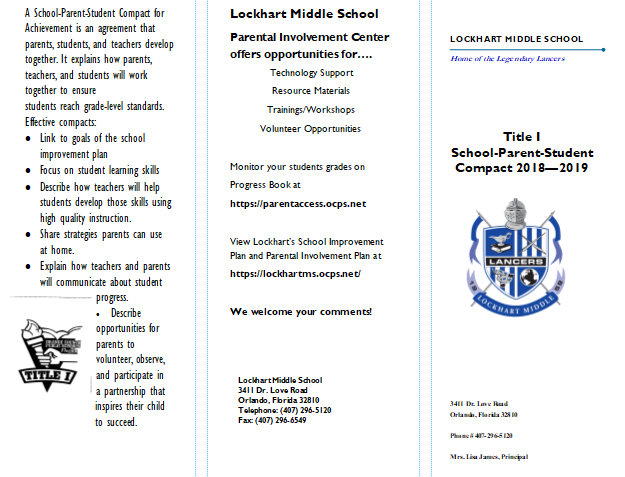 A School-Parent-Student Compact for
Achievement is an agreement that
parents, students, and teachers develop
together. It explains how parents,
teachers, and students will work
together to ensure
students reach grade-level standards.
Effective compacts:
● Link to goals of the school
improvement plan
● Focus on student learning skills
● Describe how teachers will help
students develop those skills using
high quality instruction.
● Share strategies parents can use
at home.
● Explain how teachers and parents
will communicate about student
progress.
• Describe
opportunities for
parents to
volunteer, observe,
and participate in
a partnership that
inspires their child
to succeed.
TITLE I
Lockhart Middle School
Parental Involvement Center
offers opportunities for….
Technology Support
Resource Materials
Trainings/Workshops
Volunteer Opportunities
Monitor your students grades on
Progress Book at
https://parentaccess.ocps.net
View Lockhart's School Improvement
Plan and Parental Involvement Plan at
https://lockhartms.ocps.net/
We welcome your comments!
Lockhart Middle School
3411 Dr. Love Road
Orlando, Florida 32810
Telephone: (407) 296-5120
Fax: (407) 296-6549
LOCKHART MIDDLE SCHOOL
Home of the Legendary Lancers
Title I
School-Parent-Student
Compact 2018—2019
LANCERS
LOCKHART MIDDLE
3411 Dr. Love Road
Orlando, Florida 32810
Phone # 407-296-5120
Mrs. Lisa James, Principal